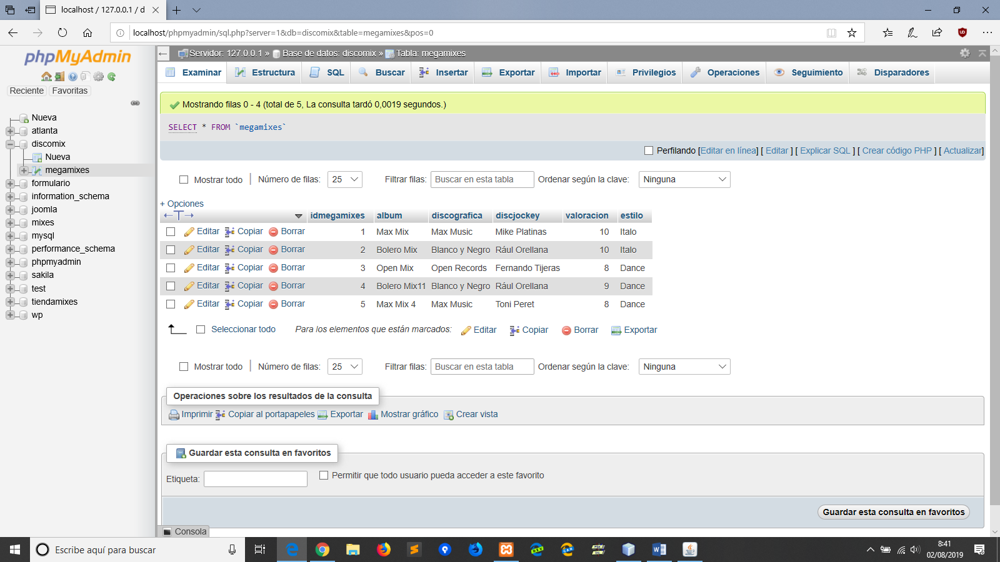 localhost / 127.0.0.1 / d
localhost/phpmyadmin/sql.php?server=1&db=discomix&table=megamixes&pos=0
phpMyAdmin
Reciente Favoritas
Nueva
atlanta
discomix
Nueva
megamixes
formulario
information_schema
joomla
mixes
mysql
performance_schema
phpmyadmin
sakila
test
tiendamixes
wp
Servidor: 127.0.0.1 » Base de datos: discomix » Tabla: megamixes
Examinar Estructura SQL Buscar Insertar Exportar Importar Privilegios Operaciones Seguimiento Disparadores
Mostrando filas 0 - 4 (total de 5, La consulta tardó 0,0019 segundos.)
SELECT * FROM `megamixes`
Perfilando [Editar en línea] [ Editar ] [ Explicar SQL ] [ Crear código PHP ] [ Actualizar]
Mostrar todo | Número de filas: 25 Filtrar filas: Buscar en esta tabla Ordenar según la clave: Ninguna
+ Opciones
←T→ idmegamixes album discografica discjockey valoracion estilo
Editar Copiar Borrar 1 Max Mix Max Music Mike Platinas 10 Italo
Editar Copiar Borrar 2 Bolero Mix Blanco y Negro Rául Orellana 10 Italo
Editar Copiar Borrar 3 Open Mix Open Records Fernando Tijeras 8 Dance
Editar Copiar Borrar 4 Bolero Mix11 Blanco y Negro Rául Orellana 9 Dance
Editar Copiar Borrar 5 Max Mix 4 Max Music Toni Peret 8 Dance
Seleccionar todo Para los elementos que están marcados: Editar Copiar Borrar Exportar
Mostrar todo | Número de filas: 25 Filtrar filas: Buscar en esta tabla Ordenar según la clave: Ninguna
Operaciones sobre los resultados de la consulta
Imprimir Copiar al portapapeles Exportar Mostrar gráfico Crear vista
Guardar esta consulta en favoritos
Etiqueta: Permitir que todo usuario pueda acceder a este favorito
Guardar esta consulta en favoritos
Consola
Escribe aquí para buscar
8:41
02/08/2019